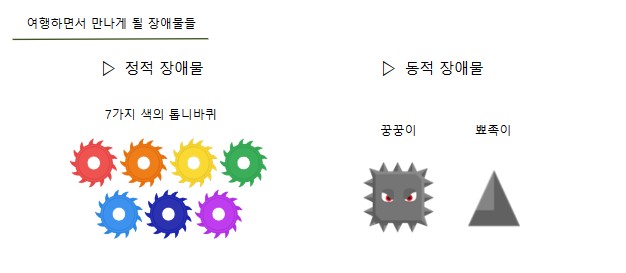 여행하면서 만나게 될 장애물들
▷ 정적 장애물
7가지 색의 톱니바퀴
▷ 동적 장애물
꿍꿍이
뾰족이